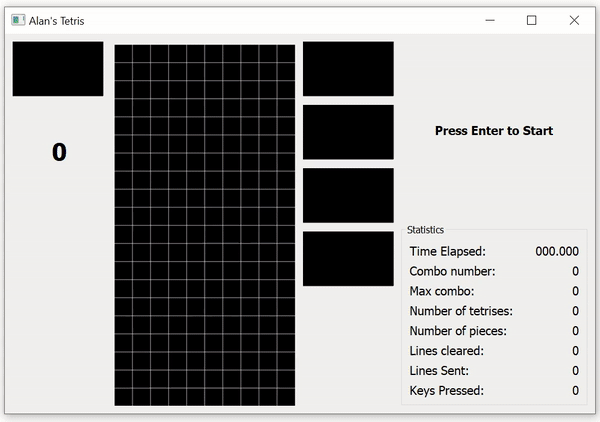 Alan's Tetris
0
Press Enter to Start
Statistics
Time Elapsed: 000.000
Combo number: 0
Max combo: 0
Number of tetrises: 0
Number of pieces: 0
Lines cleared: 0
Lines Sent: 0
Keys Pressed: 0